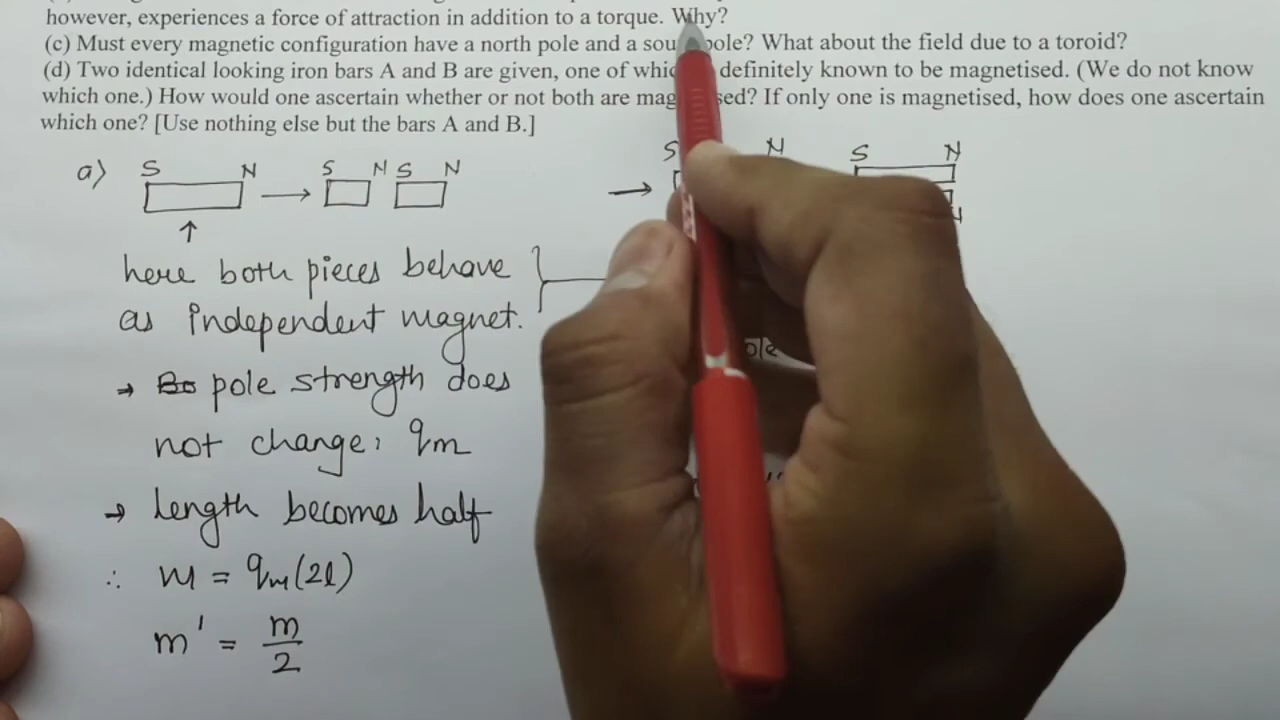 however, experiences a force of attraction in addition to a torque. Why?
(c) Must every magnetic configuration have a north pole and a pole? What about the field due to a toroid?
(d) Two identical looking iron bars A and B are given, one of definitely known to be magnetised. (We do not know
which one.) How would one ascertain whether or not both are If only one is magnetised, how does one ascertain
which one? [Use nothing else but the bars A and B.]
a) S N → S N S N → S N S N
here both pieces behave
as independent magnet.
→ pole strength does
not change, qm
→ Length becomes half
∴ m = qm(2l)
m' = m/2